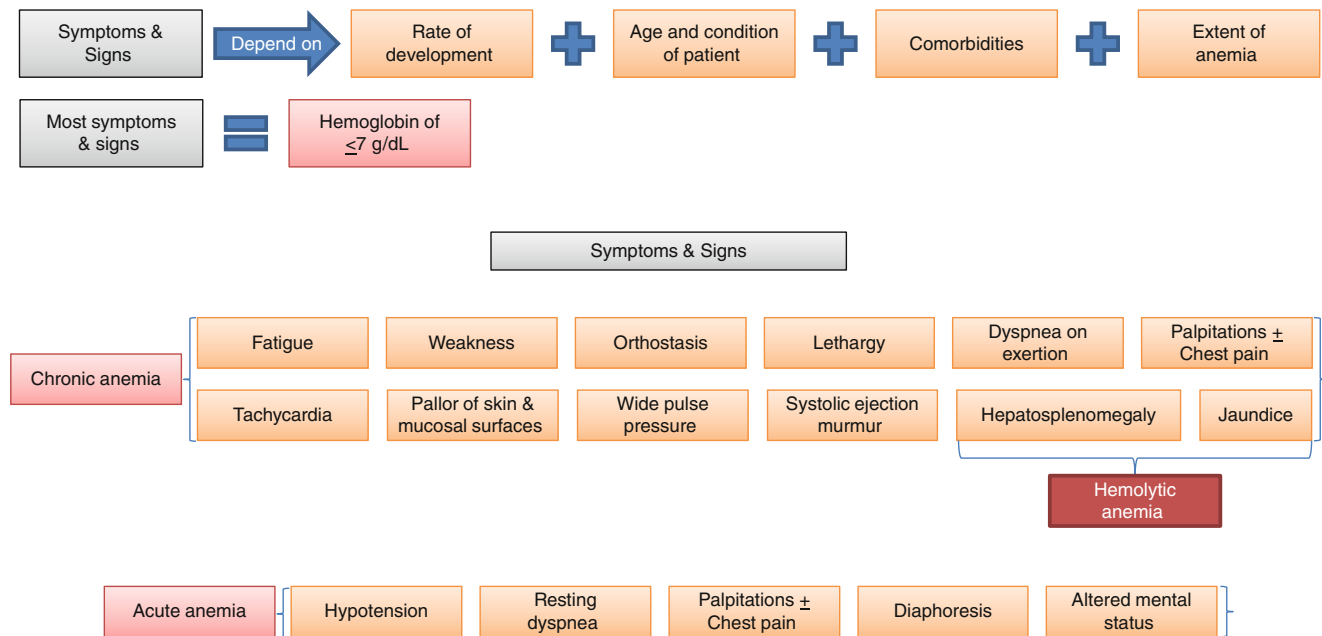 Symptoms &
Signs
Depend on
Rate of
development
Age and condition
of patient
Comorbidities
Extent of
anemia
Most symptoms
& signs
Hemoglobin of
≤7 g/dL
Symptoms & Signs
Chronic anemia
Fatigue
Weakness
Orthostasis
Lethargy
Dyspnea on
exertion
Palpitations ±
Chest pain
Tachycardia
Pallor of skin &
mucosal surfaces
Wide pulse
pressure
Systolic ejection
murmur
Hepatosplenomegaly
Jaundice
Hemolytic
anemia
Acute anemia
Hypotension
Resting
dyspnea
Palpitations ±
Chest pain
Diaphoresis
Altered mental
status